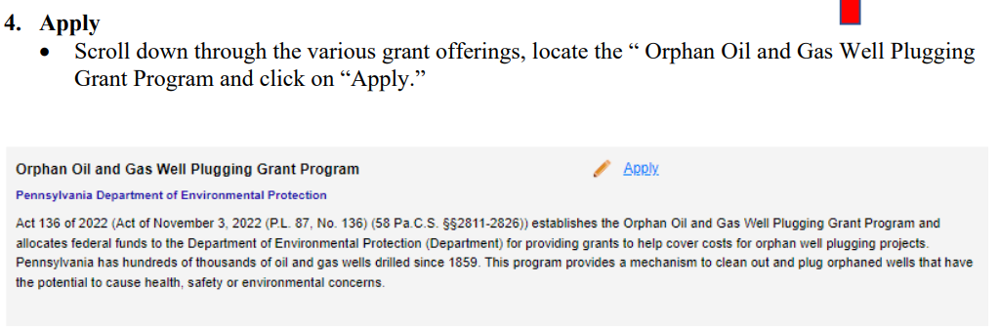 4. Apply
• Scroll down through the various grant offerings, locate the “ Orphan Oil and Gas Well Plugging
Grant Program and click on “Apply.”
Orphan Oil and Gas Well Plugging Grant Program Apply
Pennsylvania Department of Environmental Protection
Act 136 of 2022 (Act of November 3, 2022 (P.L. 87, No. 136) (58 Pa.C.S. §§2811-2826)) establishes the Orphan Oil and Gas Well Plugging Grant Program and
allocates federal funds to the Department of Environmental Protection (Department) for providing grants to help cover costs for orphan well plugging projects.
Pennsylvania has hundreds of thousands of oil and gas wells drilled since 1859. This program provides a mechanism to clean out and plug orphaned wells that have
the potential to cause health, safety or environmental concerns.